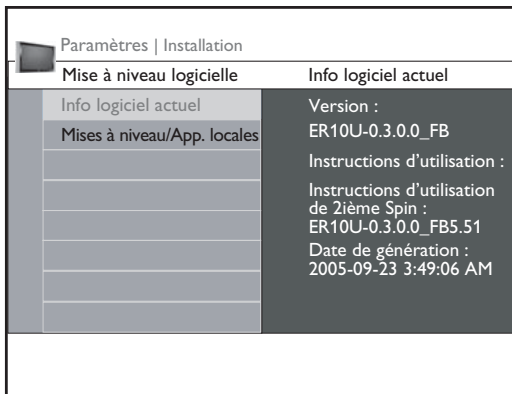 Paramètres | Installation
Mise à niveau logicielle
Info logiciel actuel
Info logiciel actuel
Mises à niveau/App. locales
Version :
ER10U-0.3.0.0_FB
Instructions d’utilisation :
Instructions d’utilisation
de 2ième Spin :
ER10U-0.3.0.0_FB5.51
Date de génération :
2005-09-23 3:49:06 AM